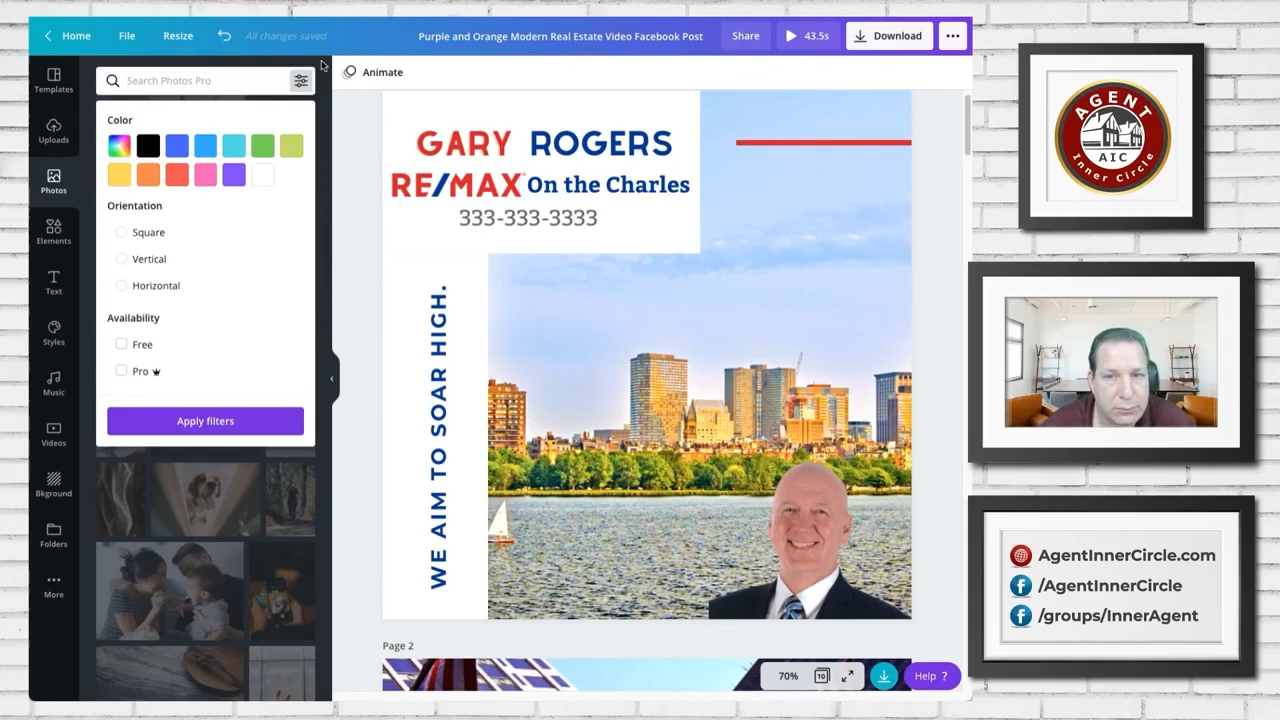 Home
File
Resize
All changes saved
Purple and Orange Modern Real Estate Video Facebook Post
Share
43.5s
Download
Templates
Uploads
Photos
Elements
Text
Styles
Music
Videos
Bkground
Folders
More
Search Photos Pro
Color
Orientation
Square
Vertical
Horizontal
Availability
Free
Pro
Apply filters
Animate
GARY ROGERS
RE/MAX On the Charles
333-333-3333
WE AIM TO SOAR HIGH.
Page 2
70%
10
Help ?
AGENT
AIC
Inner Circle
AgentInnerCircle.com
/AgentInnerCircle
/groups/InnerAgent